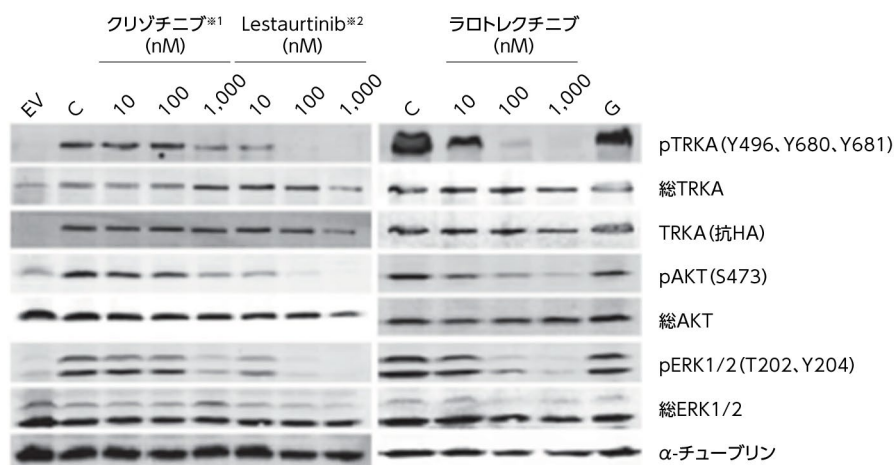 クリゾチニブ※1
(nM)
Lestaurtinib※2
(nM)
ラロトレクチニブ
(nM)
EV C 10 100 1,000 10 100 1,000 C 10 100 1,000 G
pTRKA(Y496、Y680、Y681)
総TRKA
TRKA(抗HA)
pAKT(S473)
総AKT
pERK1/2(T202、Y204)
総ERK1/2
α-チューブリン